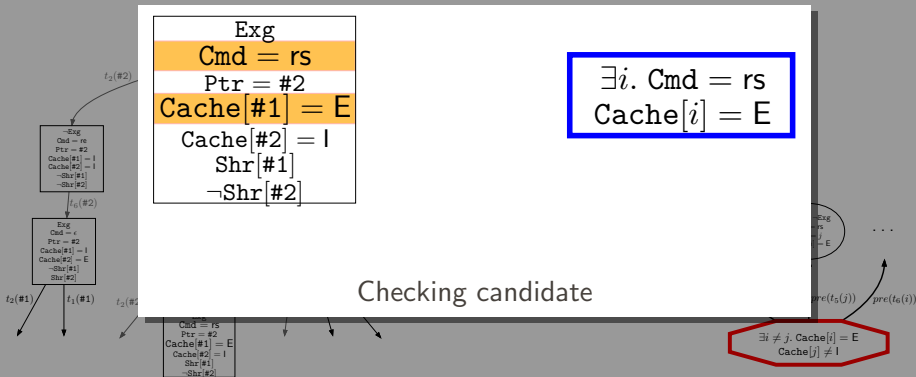 Exg
Cmd = rs
Ptr = #2
Cache[#1] = E
Cache[#2] = I
Shr[#1]
¬Shr[#2]
∃i. Cmd = rs
Cache[i] = E
Checking candidate
t₂(#2)
¬Exg
Cmd = re
Ptr = #2
Cache[#1] = I
Cache[#2] = I
¬Shr[#1]
¬Shr[#2]
t₆(#2)
Exg
Cmd = ϵ
Ptr = #2
Cache[#1] = I
Cache[#2] = E
¬Shr[#1]
Shr[#2]
t₂(#1)
t₁(#1)
Cmd = rs
Ptr = #2
Cache[#1] = E
Cache[#2] = I
Shr[#1]
¬Shr[#2]
¬Exg
= E
· · ·
pre(t₅(j))
pre(t₆(i))
∃i ≠ j. Cache[i] = E
Cache[j] ≠ I